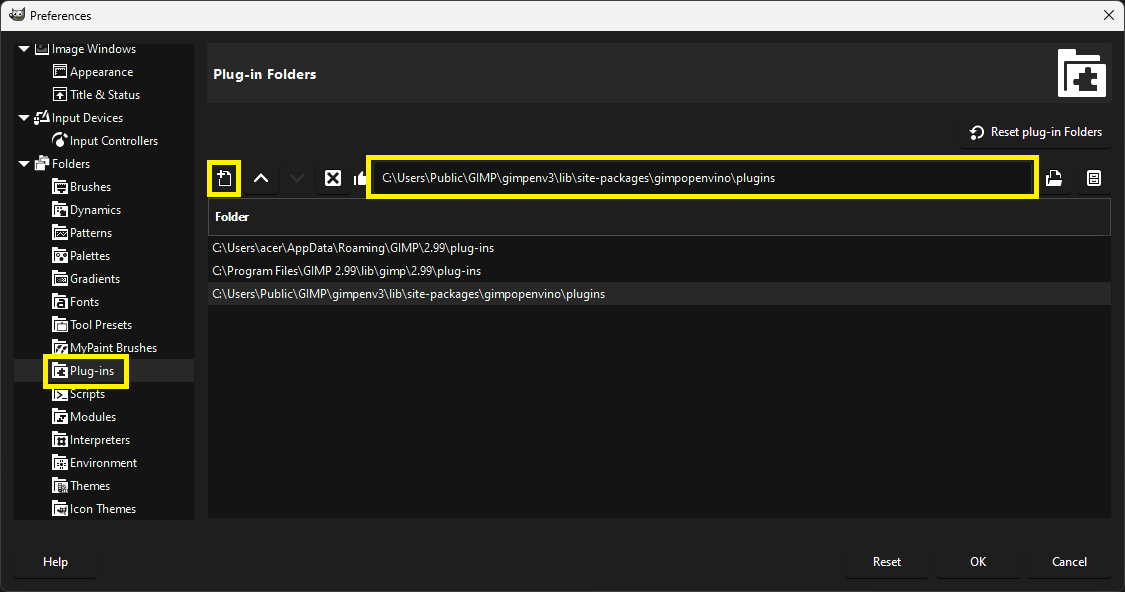 Preferences
Image Windows
Appearance
Title & Status
Input Devices
Input Controllers
Folders
Brushes
Dynamics
Patterns
Palettes
Gradients
Fonts
Tool Presets
MyPaint Brushes
Plug-ins
Scripts
Modules
Interpreters
Environment
Themes
Icon Themes
Plug-in Folders
Reset plug-in Folders
C:\Users\Public\GIMP\gimpenv3\lib\site-packages\gimpopenvino\plugins
Folder
C:\Users\acer\AppData\Roaming\GIMP\2.99\plug-ins
C:\Program Files\GIMP 2.99\lib\gimp\2.99\plug-ins
C:\Users\Public\GIMP\gimpenv3\lib\site-packages\gimpopenvino\plugins
Help
Reset
OK
Cancel